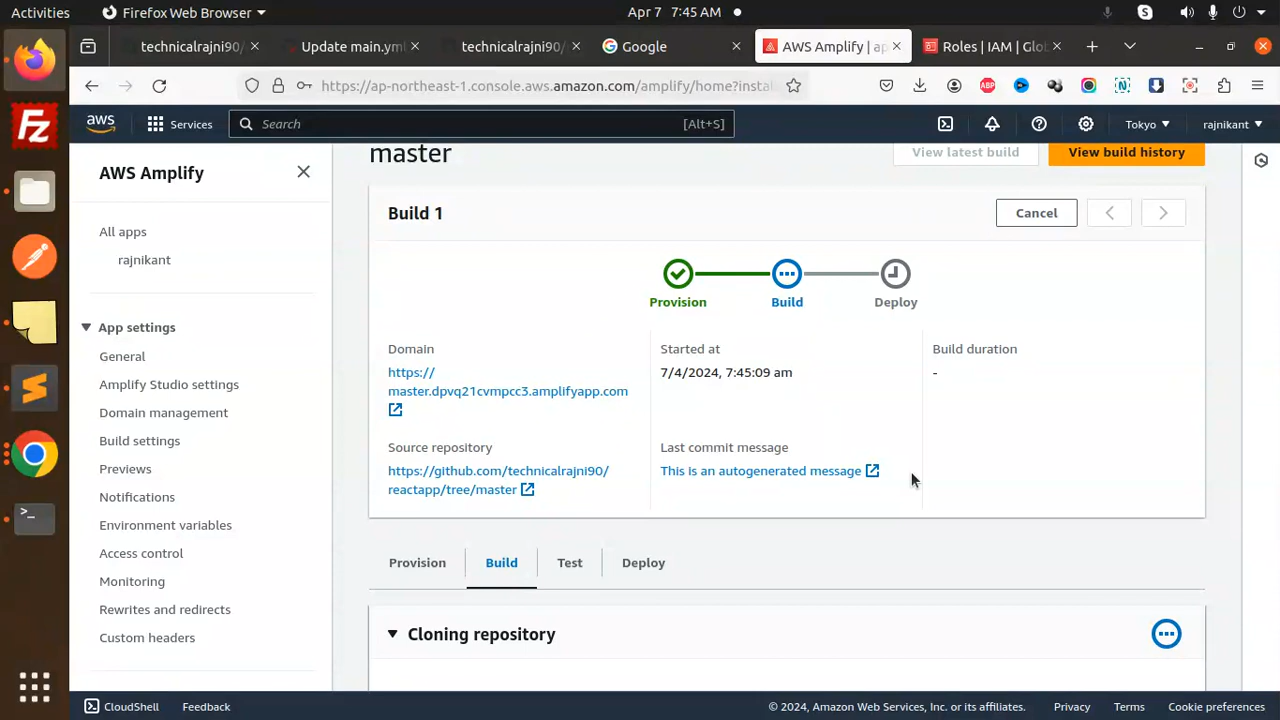 Activities
Firefox Web Browser
Apr 7 7:45 AM
technicalrajni90/
Update main.yml
technicalrajni90/
Google
AWS Amplify | ap
Roles | IAM | Glob
https://ap-northeast-1.console.aws.amazon.com/amplify/home?insta
aws
Services
Search
[Alt+S]
Tokyo
rajnikant
AWS Amplify
All apps
rajnikant
App settings
General
Amplify Studio settings
Domain management
Build settings
Previews
Notifications
Environment variables
Access control
Monitoring
Rewrites and redirects
Custom headers
master
View latest build
View build history
Build 1
Cancel
Provision
Build
Deploy
Domain
https://
master.dpvq21cvmpcc3.amplifyapp.com
Started at
7/4/2024, 7:45:09 am
Build duration
-
Source repository
https://github.com/technicalrajni90/
reactapp/tree/master
Last commit message
This is an autogenerated message
Provision
Build
Test
Deploy
Cloning repository
CloudShell
Feedback
© 2024, Amazon Web Services, Inc. or its affiliates.
Privacy
Terms
Cookie preferences